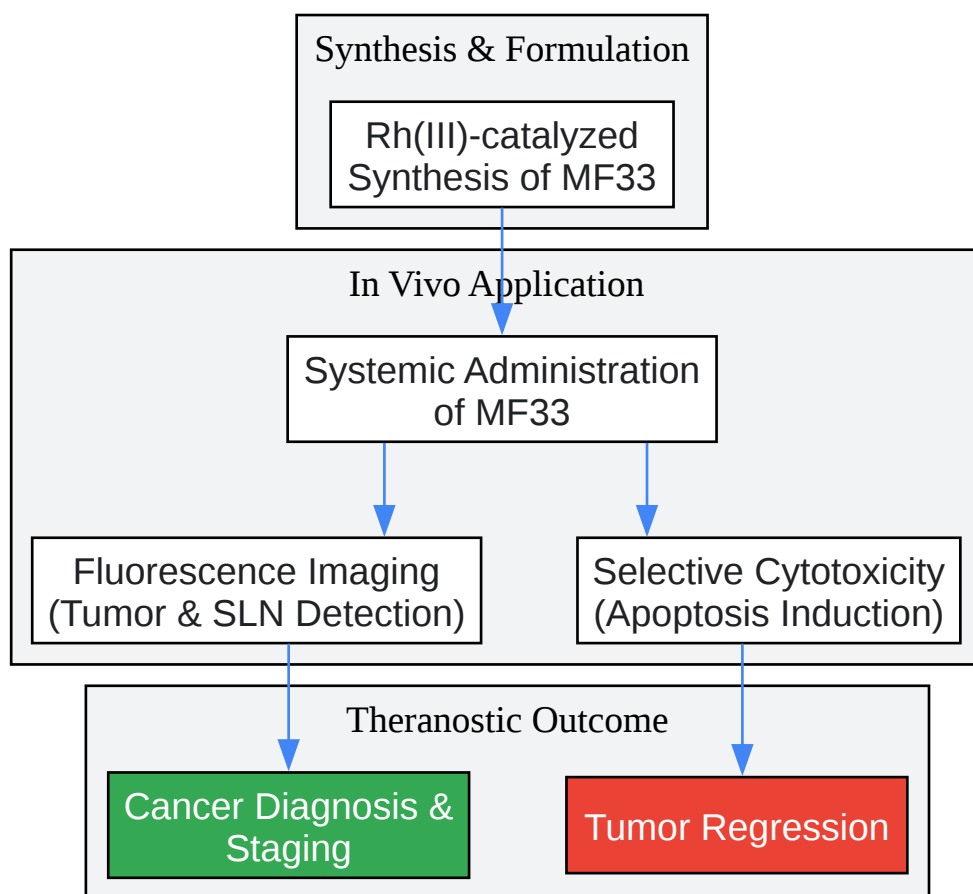 Synthesis & Formulation
Rh(III)-catalyzed
Synthesis of MF33
In Vivo Application
Systemic Administration
of MF33
Fluorescence Imaging
(Tumor & SLN Detection)
Selective Cytotoxicity
(Apoptosis Induction)
Theranostic Outcome
Cancer Diagnosis &
Staging
Tumor Regression